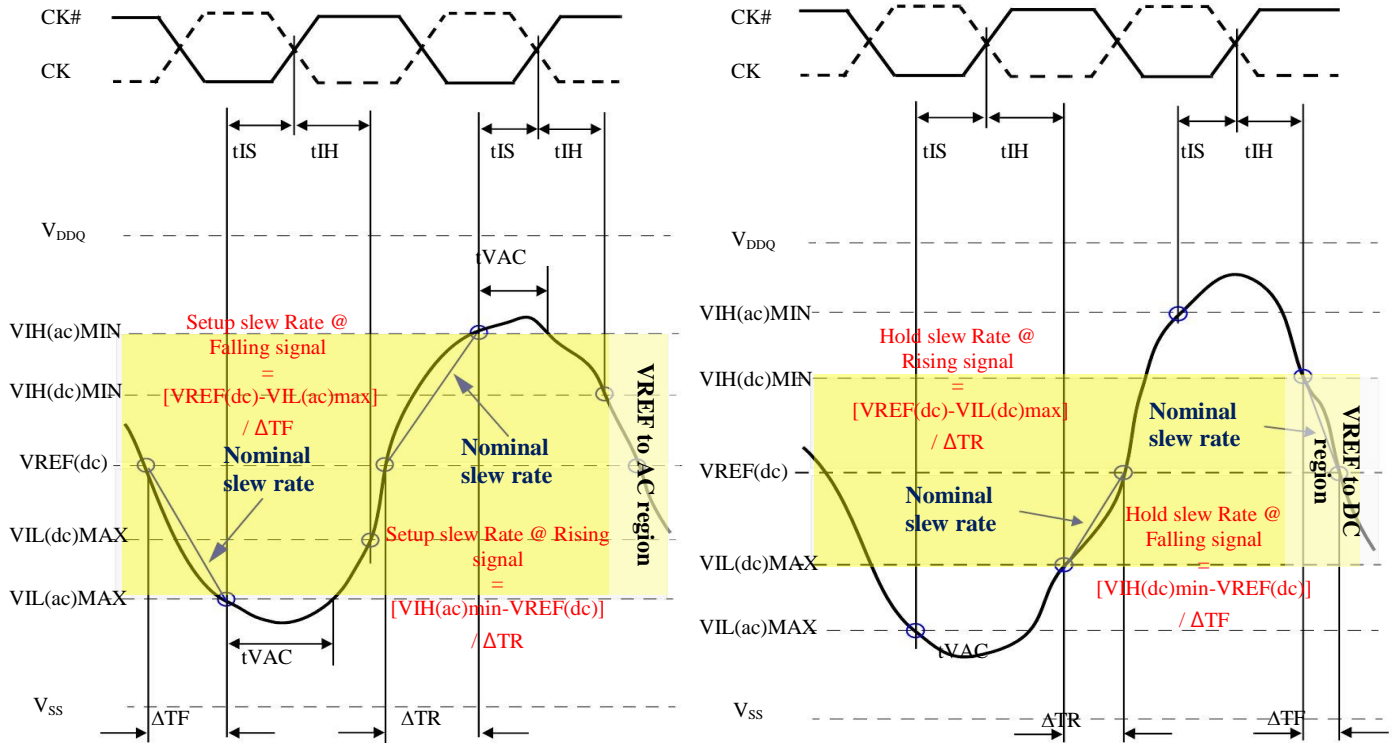 CK#
CK
tIS
tIH
tIS
tIH
VDDQ
tVAC
VIH(ac)MIN
VIH(dc)MIN
VREF(dc)
VIL(dc)MAX
VIL(ac)MAX
VSS
Setup slew Rate @
Falling signal
=
[VREF(dc)-VIL(ac)max]
/ ΔTF
Nominal
slew rate
Nominal
slew rate
Setup slew Rate @ Rising
signal
=
[VIH(ac)min-VREF(dc)]
/ ΔTR
VREF to AC region
tVAC
ΔTF
ΔTR
CK#
CK
tIS
tIH
tIS
tIH
VDDQ
VIH(ac)MIN
VIH(dc)MIN
VREF(dc)
VIL(dc)MAX
VIL(ac)MAX
VSS
Hold slew Rate @
Rising signal
=
[VREF(dc)-VIL(dc)max]
/ ΔTR
Nominal
slew rate
Nominal
slew rate
Hold slew Rate @
Falling signal
=
[VIH(dc)min-VREF(dc)]
/ ΔTF
VREF to DC
region
tVAC
ΔTR
ΔTF